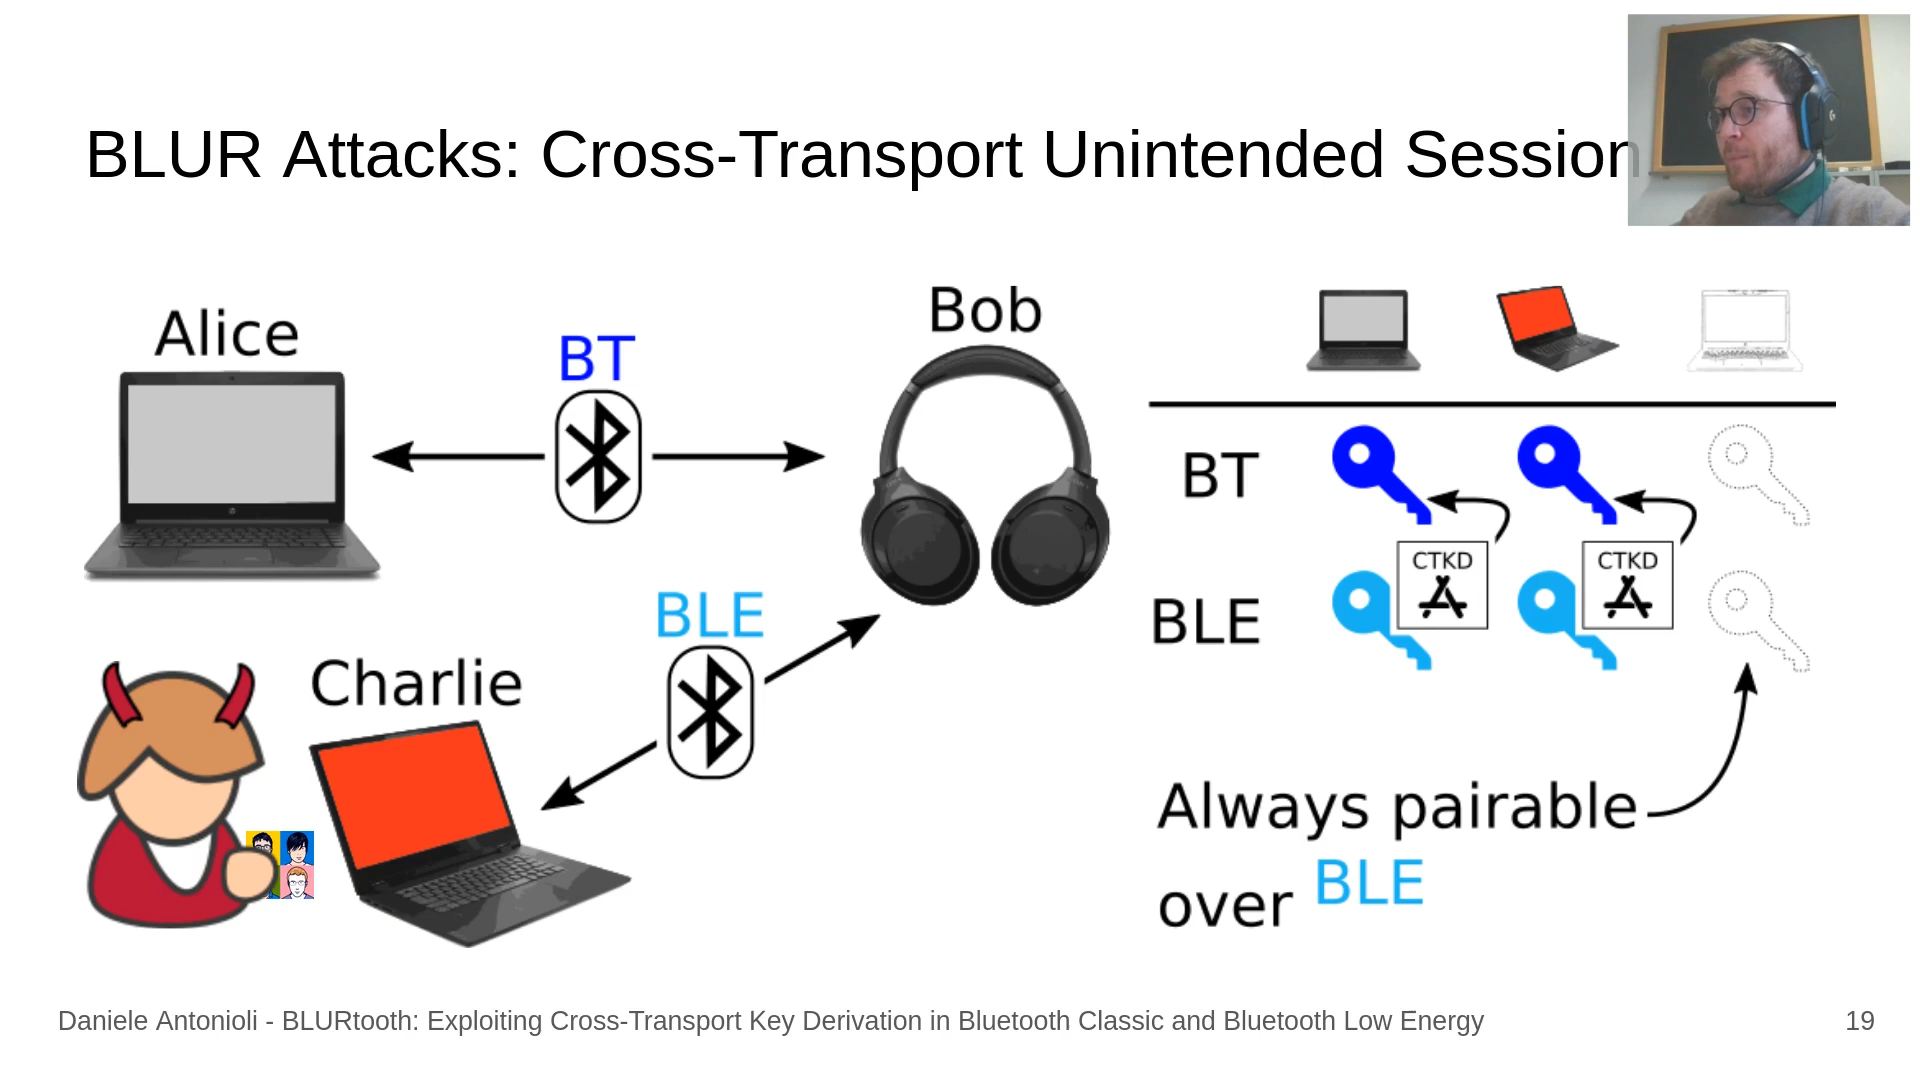 BLUR Attacks: Cross-Transport Unintended Session
Alice
BT
Bob
BLE
Charlie
BT
CTKD
CTKD
BLE
Always pairable
over BLE
Daniele Antonioli - BLURtooth: Exploiting Cross-Transport Key Derivation in Bluetooth Classic and Bluetooth Low Energy
19